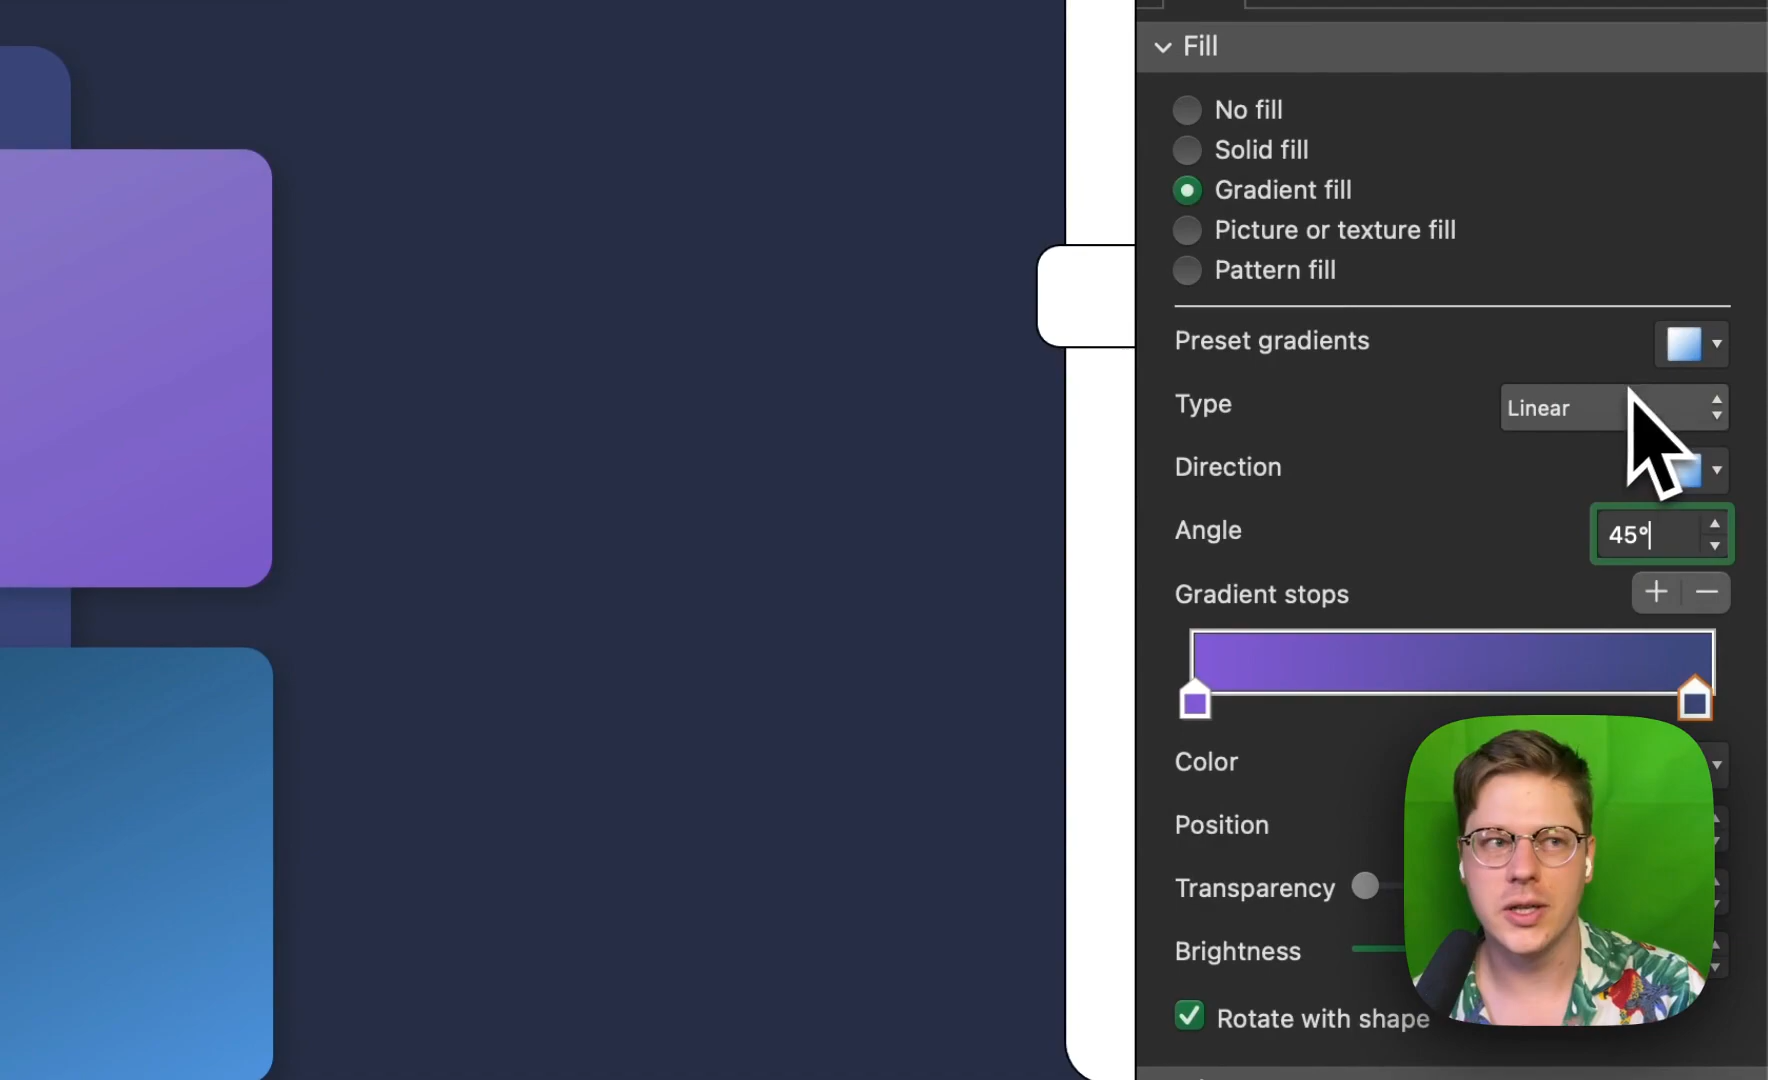 Fill
No fill
Solid fill
Gradient fill
Picture or texture fill
Pattern fill
Preset gradients
Type
Linear
Direction
Angle
45°
Gradient stops
Color
Position
Transparency
Brightness
Rotate with shape